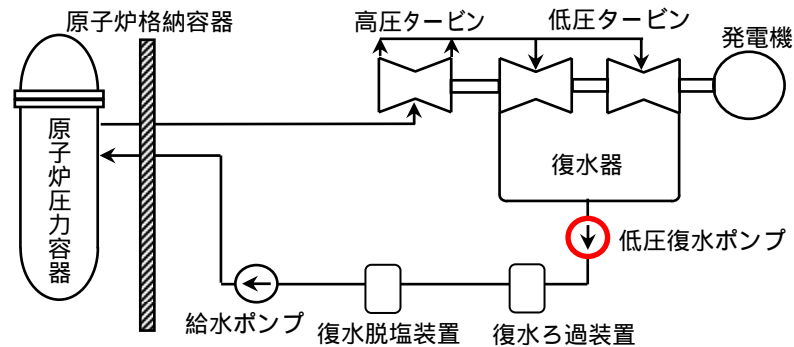 原子炉格納容器
高圧タービン
低圧タービン
発電機
原子炉圧力容器
復水器
低圧復水ポンプ
給水ポンプ
復水脱塩装置
復水ろ過装置